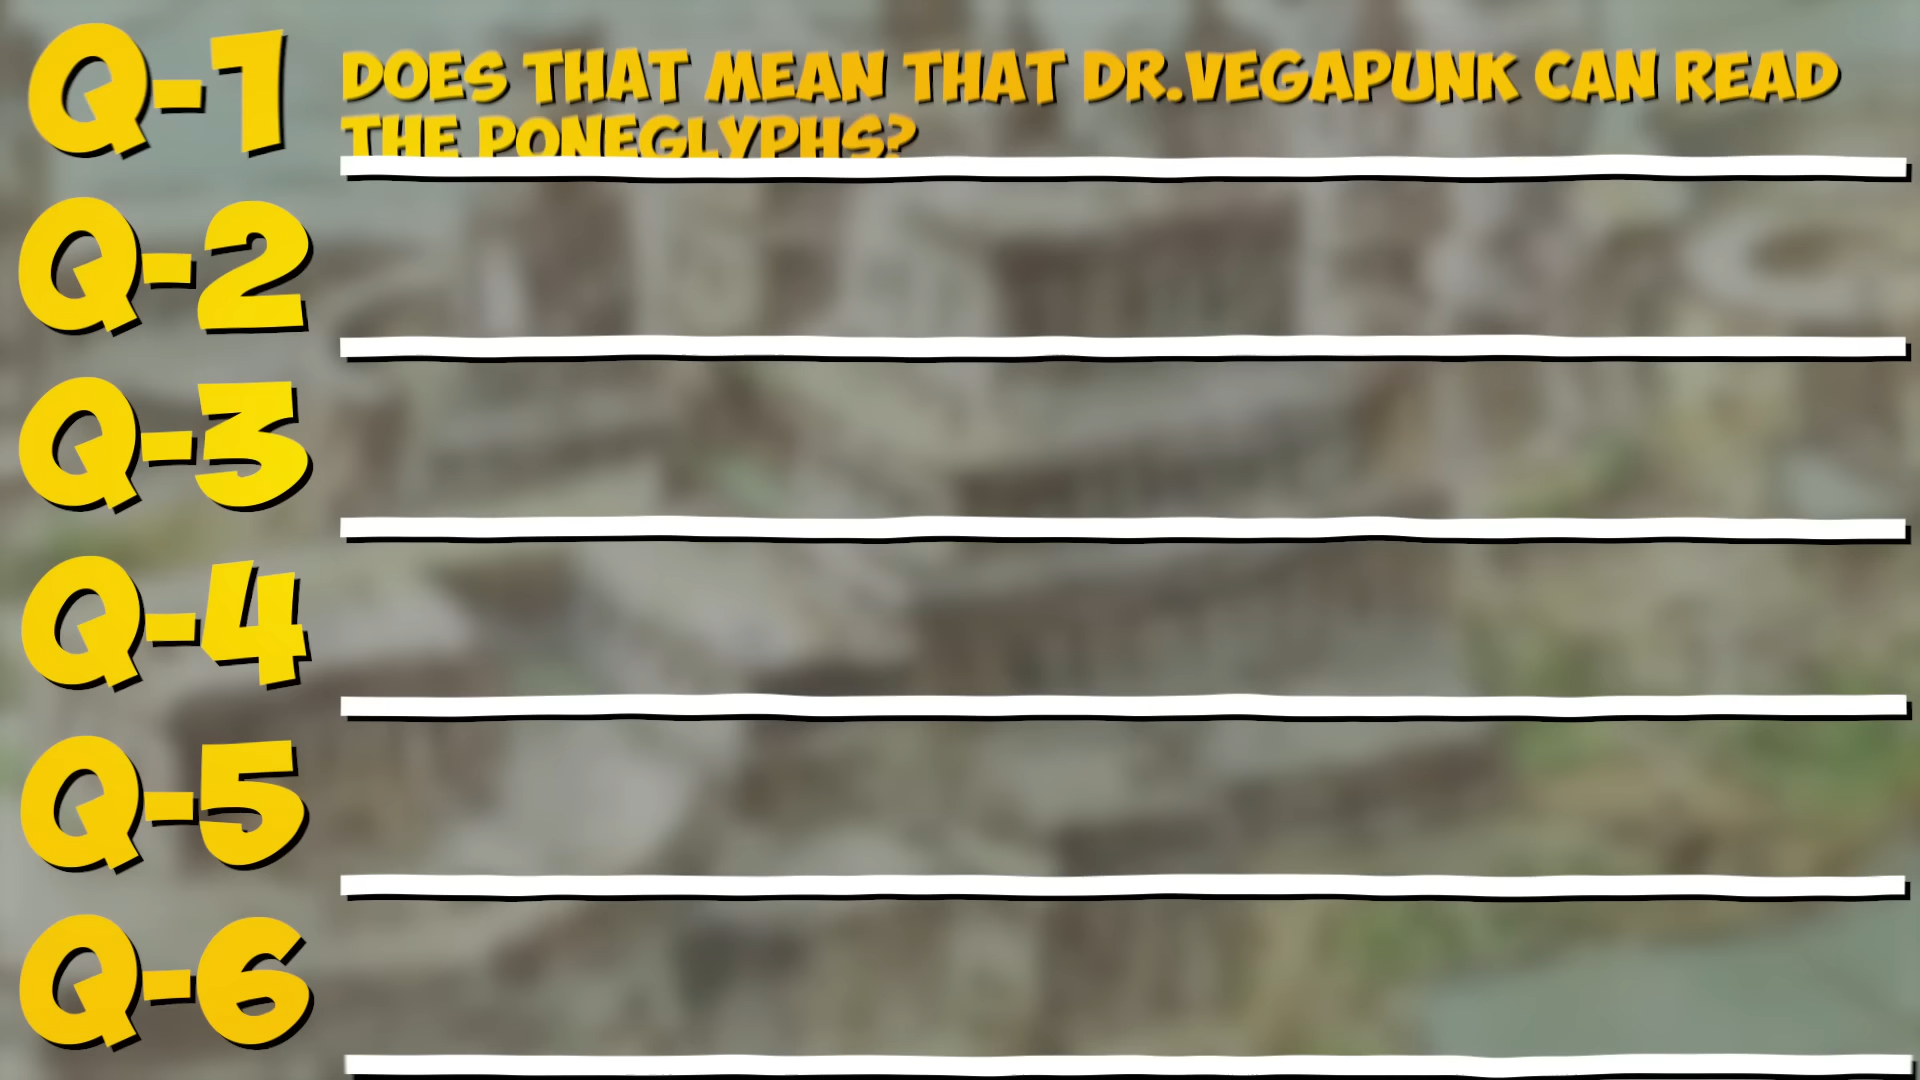 Q-1
DOES THAT MEAN THAT DR.VEGAPUNK CAN READ
THE PONEGLYPHS?
Q-2
Q-3
Q-4
Q-5
Q-6